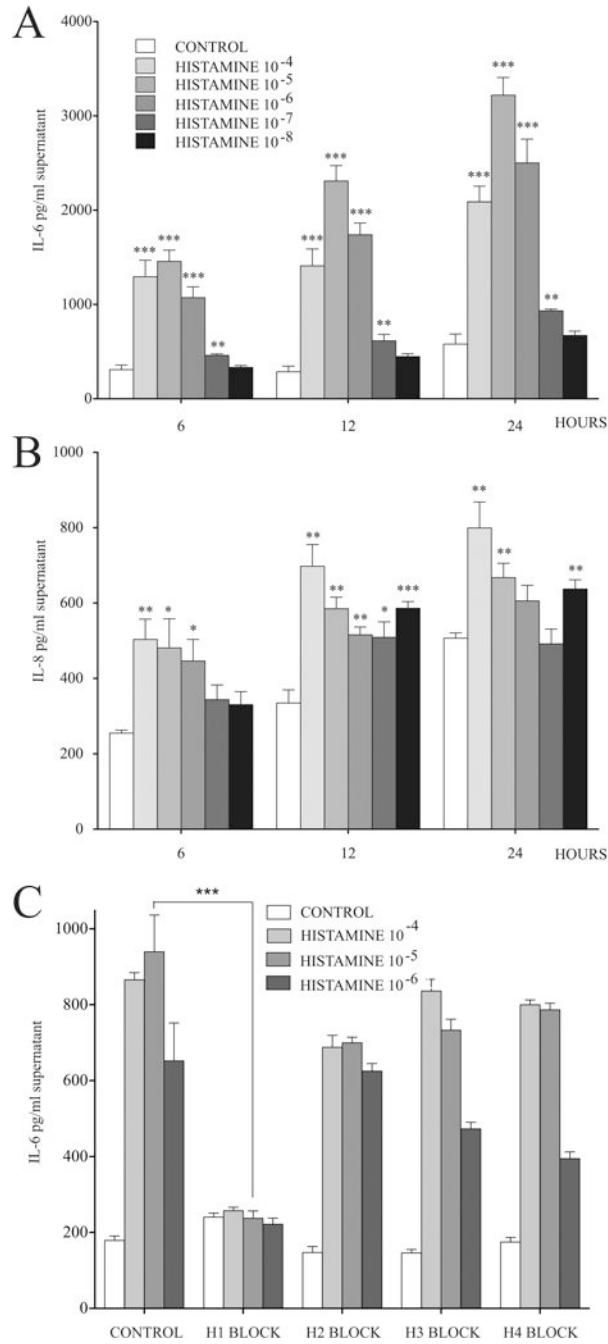 A
CONTROL
HISTAMINE 10-4
HISTAMINE 10-5
HISTAMINE 10-6
HISTAMINE 10-7
HISTAMINE 10-8
IL-6 pg/ml supernatant
4000
3000
2000
1000
0
*** *** *** **
*** *** *** **
*** *** *** **
6 12 24 HOURS
B
IL-8 pg/ml supernatant
1000
800
600
400
200
0
** * *
** ** ** * ***
** ** **
6 12 24 HOURS
C
***
CONTROL
HISTAMINE 10-4
HISTAMINE 10-5
HISTAMINE 10-6
IL-6 pg/ml supernatant
1000
800
600
400
200
0
CONTROL H1 BLOCK H2 BLOCK H3 BLOCK H4 BLOCK